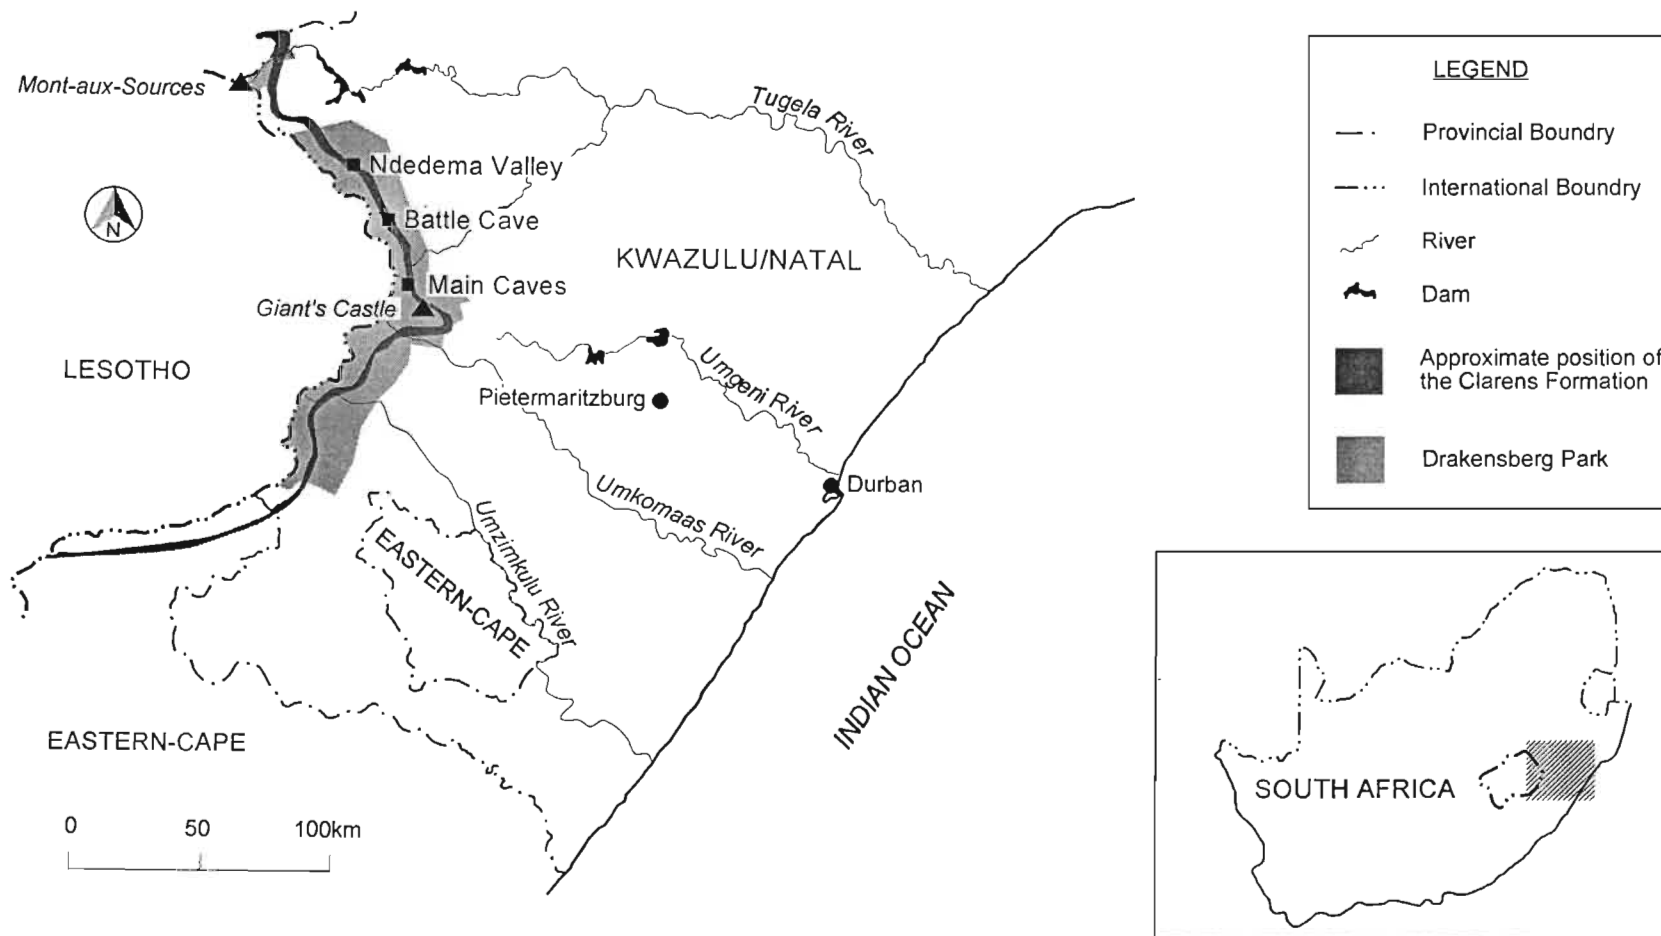 Mont-aux-Sources
Tugela River
Ndedema Valley
N
Battle Cave
KWAZULU/NATAL
Main Caves
Giant's Castle
LESOTHO
Umgeni River
Pietermaritzburg
Durban
Umkomaas River
Umzimkulu River
EASTERN-CAPE
INDIAN OCEAN
EASTERN-CAPE
0 50 100km
LEGEND
Provincial Boundry
International Boundry
River
Dam
Approximate position of
the Clarens Formation
Drakensberg Park
SOUTH AFRICA